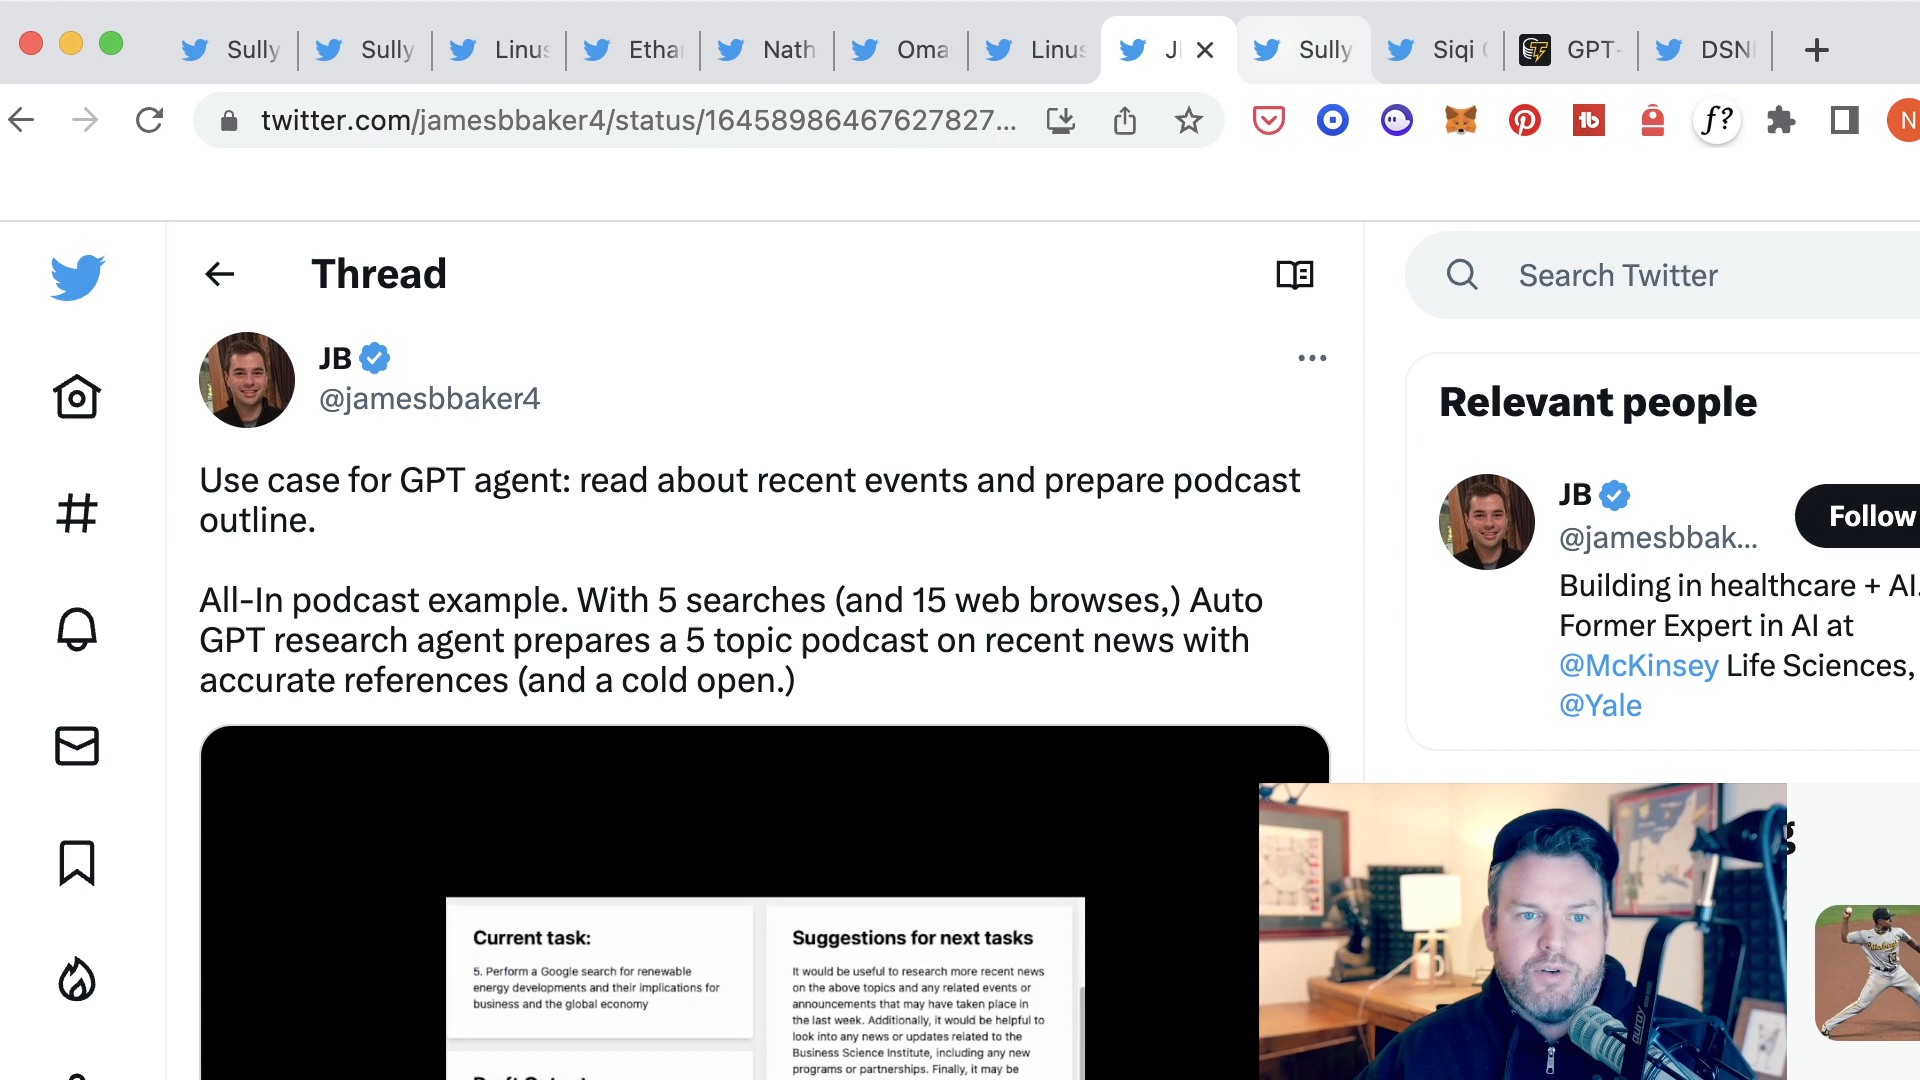 Sully
Sully
Linus
Ethan
Nath
Oma
Linus
Sully
Siqi
GPT-
DSN
twitter.com/jamesbbaker4/status/16458986467627827...
f?
N
Thread
Search Twitter
JB
@jamesbbaker4
Use case for GPT agent: read about recent events and prepare podcast
outline.
All-In podcast example. With 5 searches (and 15 web browses,) Auto
GPT research agent prepares a 5 topic podcast on recent news with
accurate references (and a cold open.)
Relevant people
JB
@jamesbbak...
Follow
Building in healthcare + AI.
Former Expert in AI at
@McKinsey Life Sciences,
@Yale
Current task:
5. Perform a Google search for renewable
energy developments and their implications for
business and the global economy
Suggestions for next tasks
It would be useful to research more recent news
on the above topics and any related events or
announcements that may have taken place in
the last week. Additionally, it would be helpful to
look into any news or updates related to the
Business Science Institute, including any new
programs or partnerships. Finally, it may be